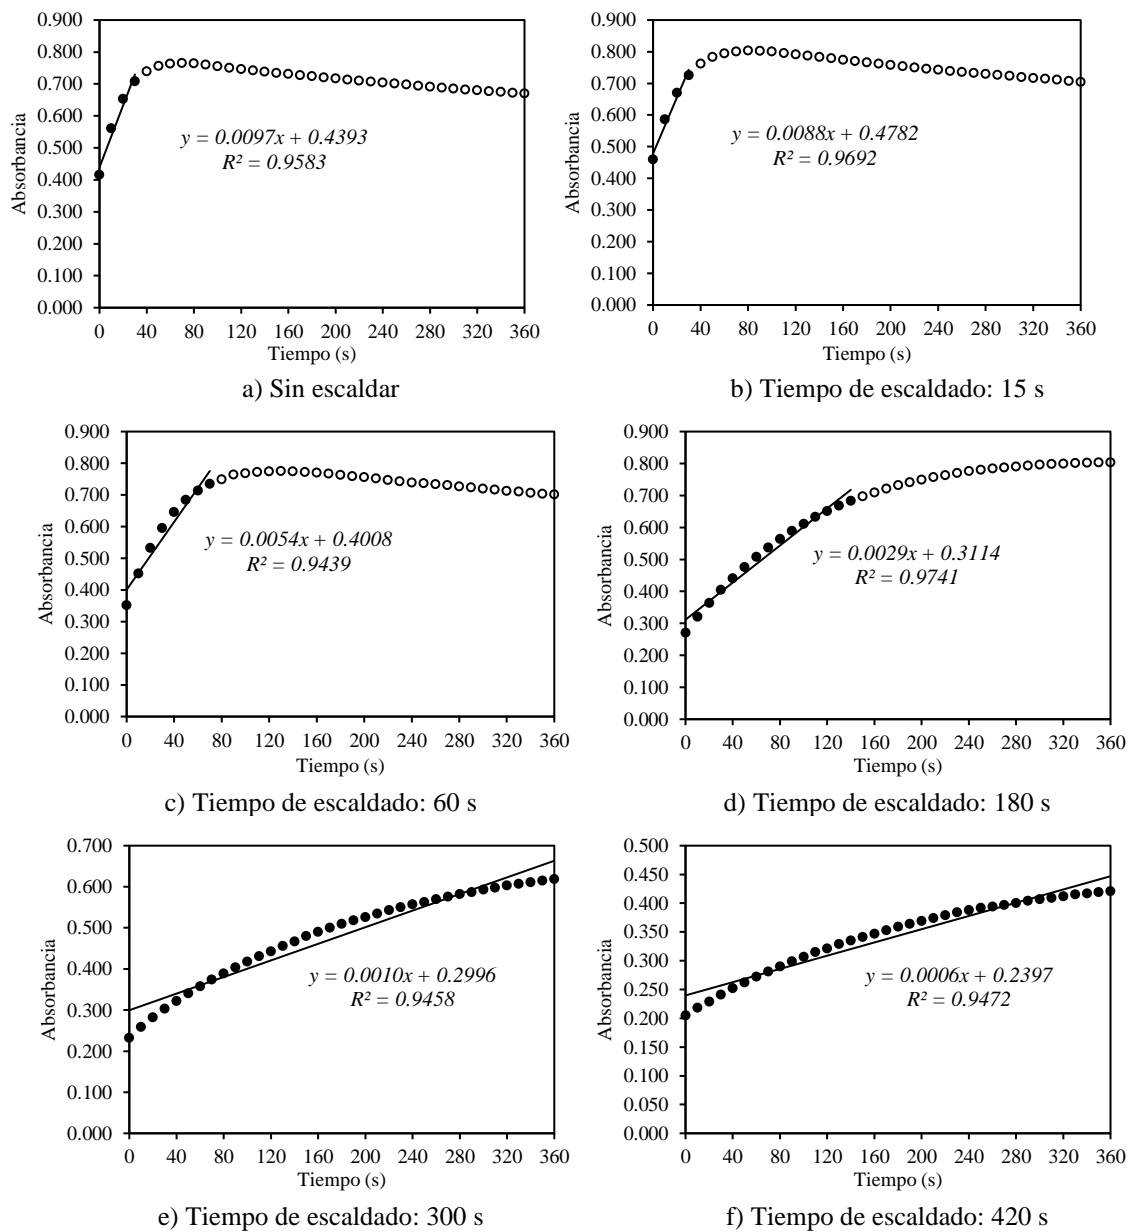 0.900
0.800
0.700
0.600
0.500
0.400
0.300
0.200
0.100
0.000
Absorbancia
y = 0.0097x + 0.4393
R² = 0.9583
0 40 80 120 160 200 240 280 320 360
Tiempo (s)
a) Sin escaldar
0.900
0.800
0.700
0.600
0.500
0.400
0.300
0.200
0.100
0.000
Absorbancia
y = 0.0088x + 0.4782
R² = 0.9692
0 40 80 120 160 200 240 280 320 360
Tiempo (s)
b) Tiempo de escaldado: 15 s
0.900
0.800
0.700
0.600
0.500
0.400
0.300
0.200
0.100
0.000
Absorbancia
y = 0.0054x + 0.4008
R² = 0.9439
0 40 80 120 160 200 240 280 320 360
Tiempo (s)
c) Tiempo de escaldado: 60 s
0.900
0.800
0.700
0.600
0.500
0.400
0.300
0.200
0.100
0.000
Absorbancia
y = 0.0029x + 0.3114
R² = 0.9741
0 40 80 120 160 200 240 280 320 360
Tiempo (s)
d) Tiempo de escaldado: 180 s
0.700
0.600
0.500
0.400
0.300
0.200
0.100
0.000
Absorbancia
y = 0.0010x + 0.2996
R² = 0.9458
0 40 80 120 160 200 240 280 320 360
Tiempo (s)
e) Tiempo de escaldado: 300 s
0.500
0.450
0.400
0.350
0.300
0.250
0.200
0.150
0.100
0.050
0.000
Absorbancia
y = 0.0006x + 0.2397
R² = 0.9472
0 40 80 120 160 200 240 280 320 360
Tiempo (s)
f) Tiempo de escaldado: 420 s